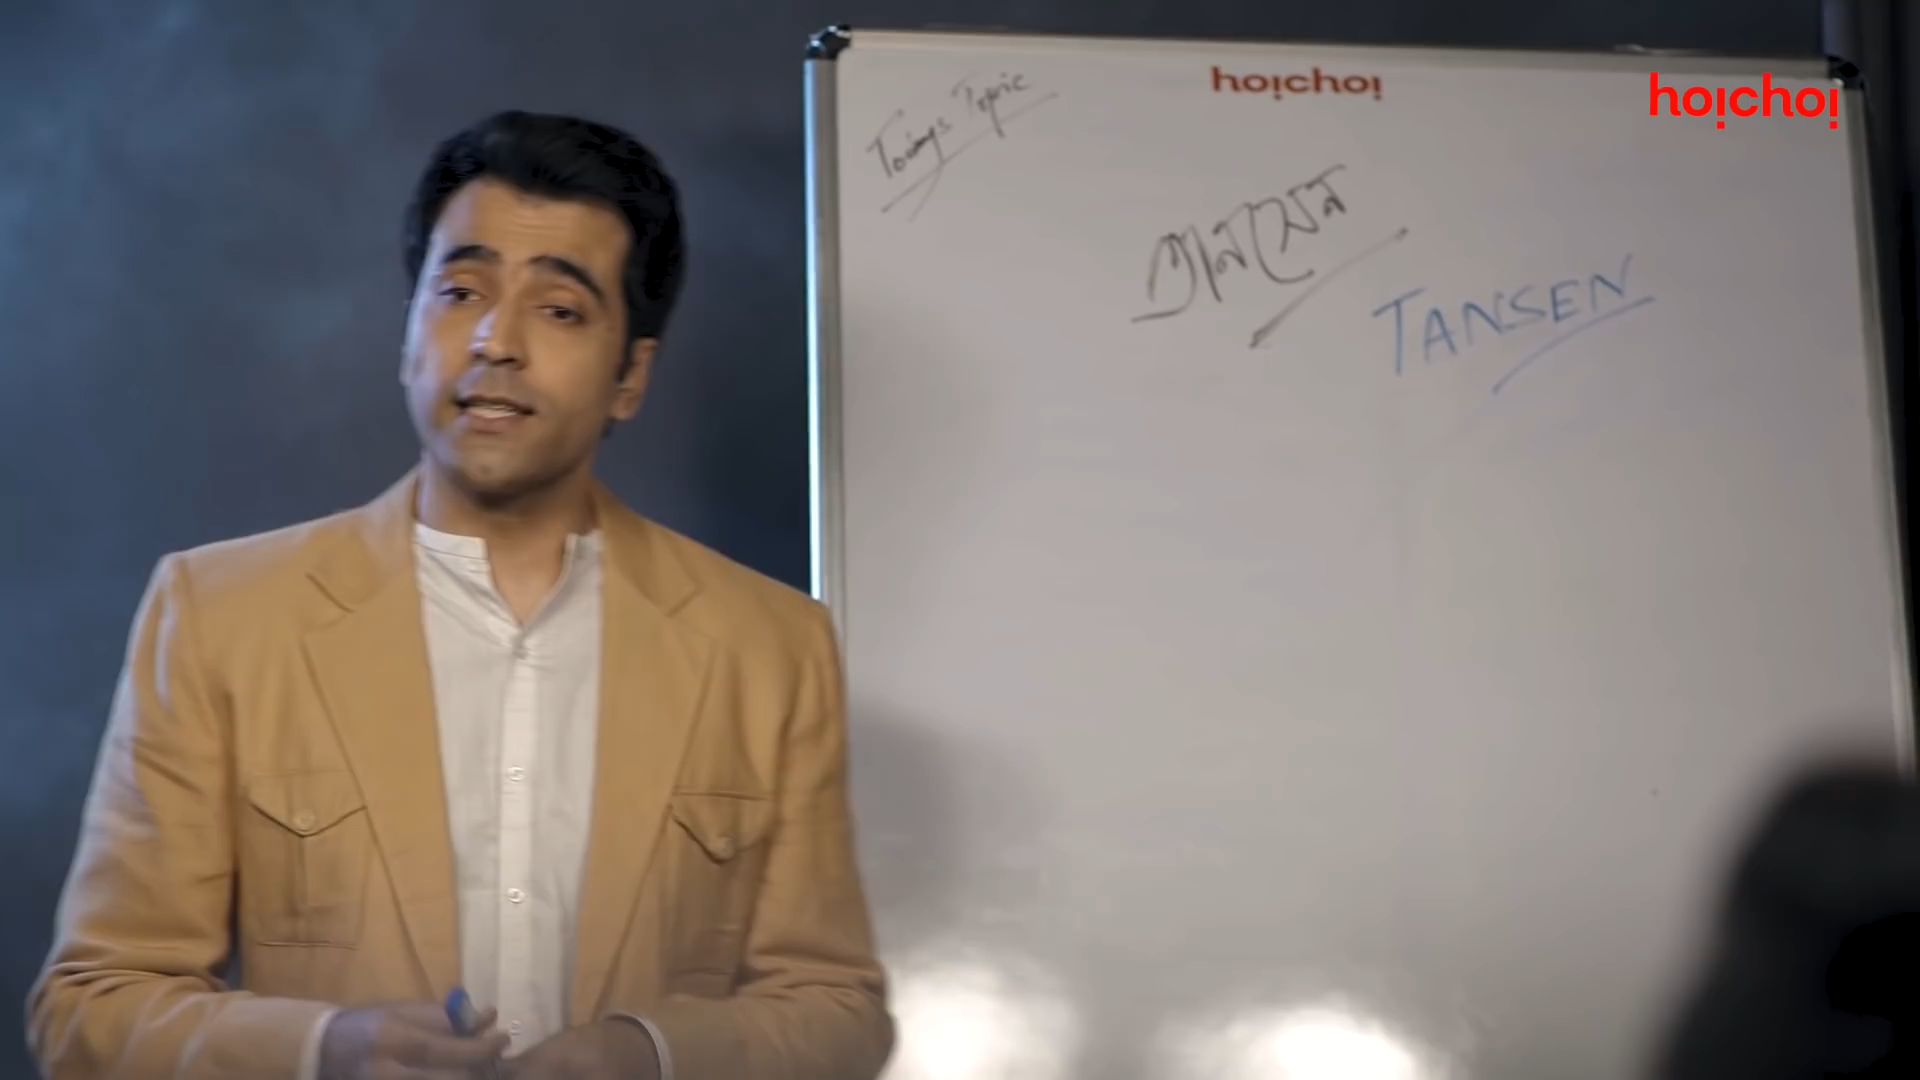 hoichoi
hoichoi
Todays Topic
তানসেন
TANSEN